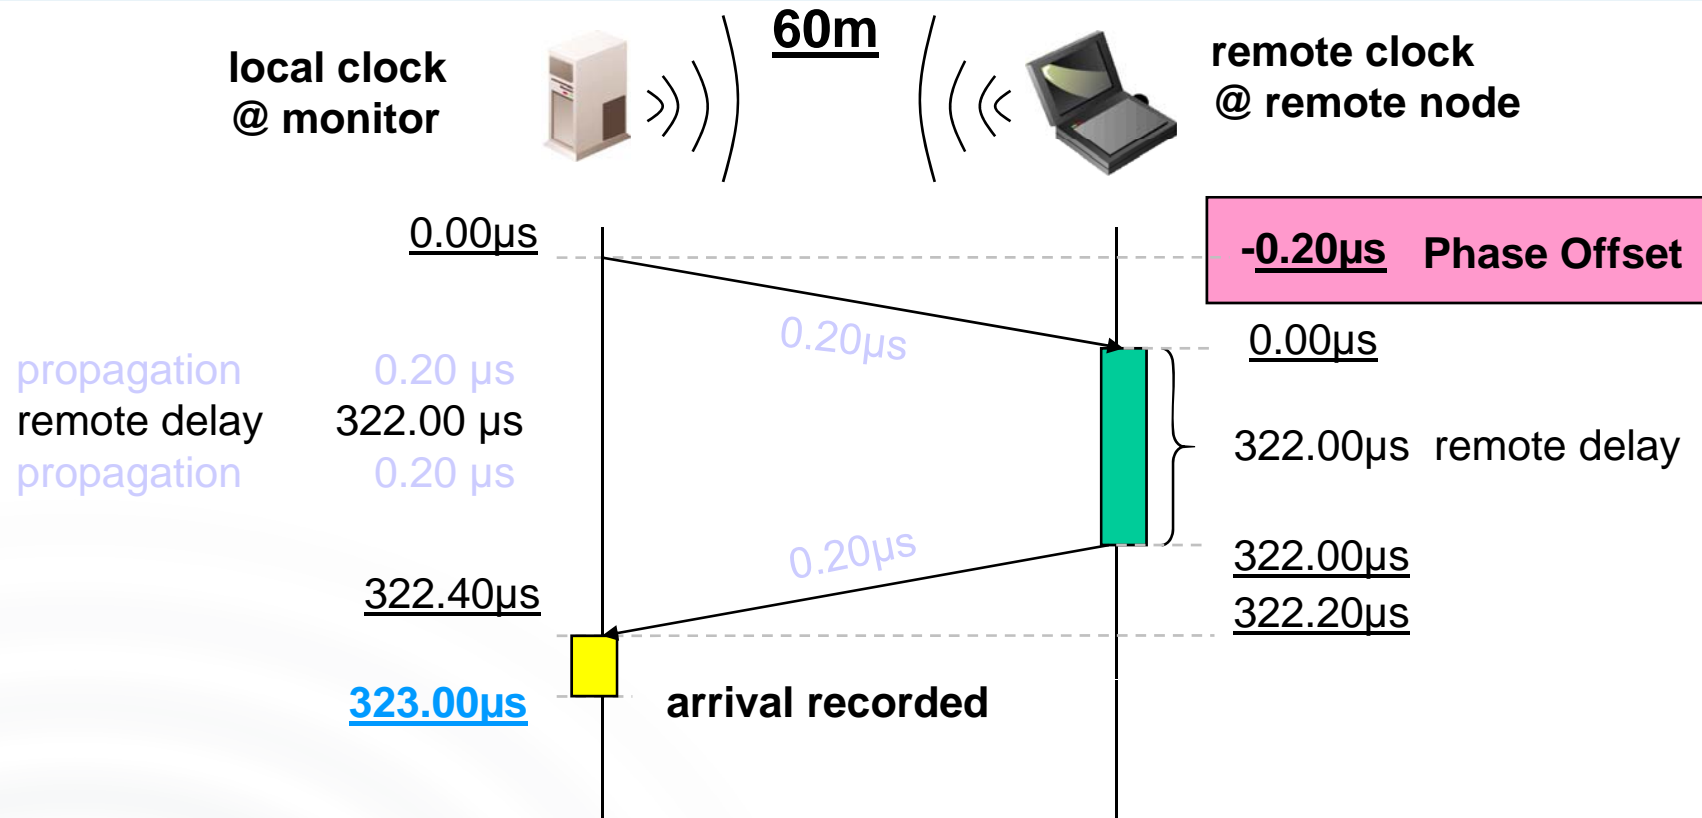 60m
local clock
@ monitor
remote clock
@ remote node
0.00µs
-0.20µs Phase Offset
0.20µs
0.00µs
propagation 0.20 µs
remote delay 322.00 µs
propagation 0.20 µs
322.00µs remote delay
0.20µs
322.00µs
322.40µs
322.20µs
323.00µs
arrival recorded